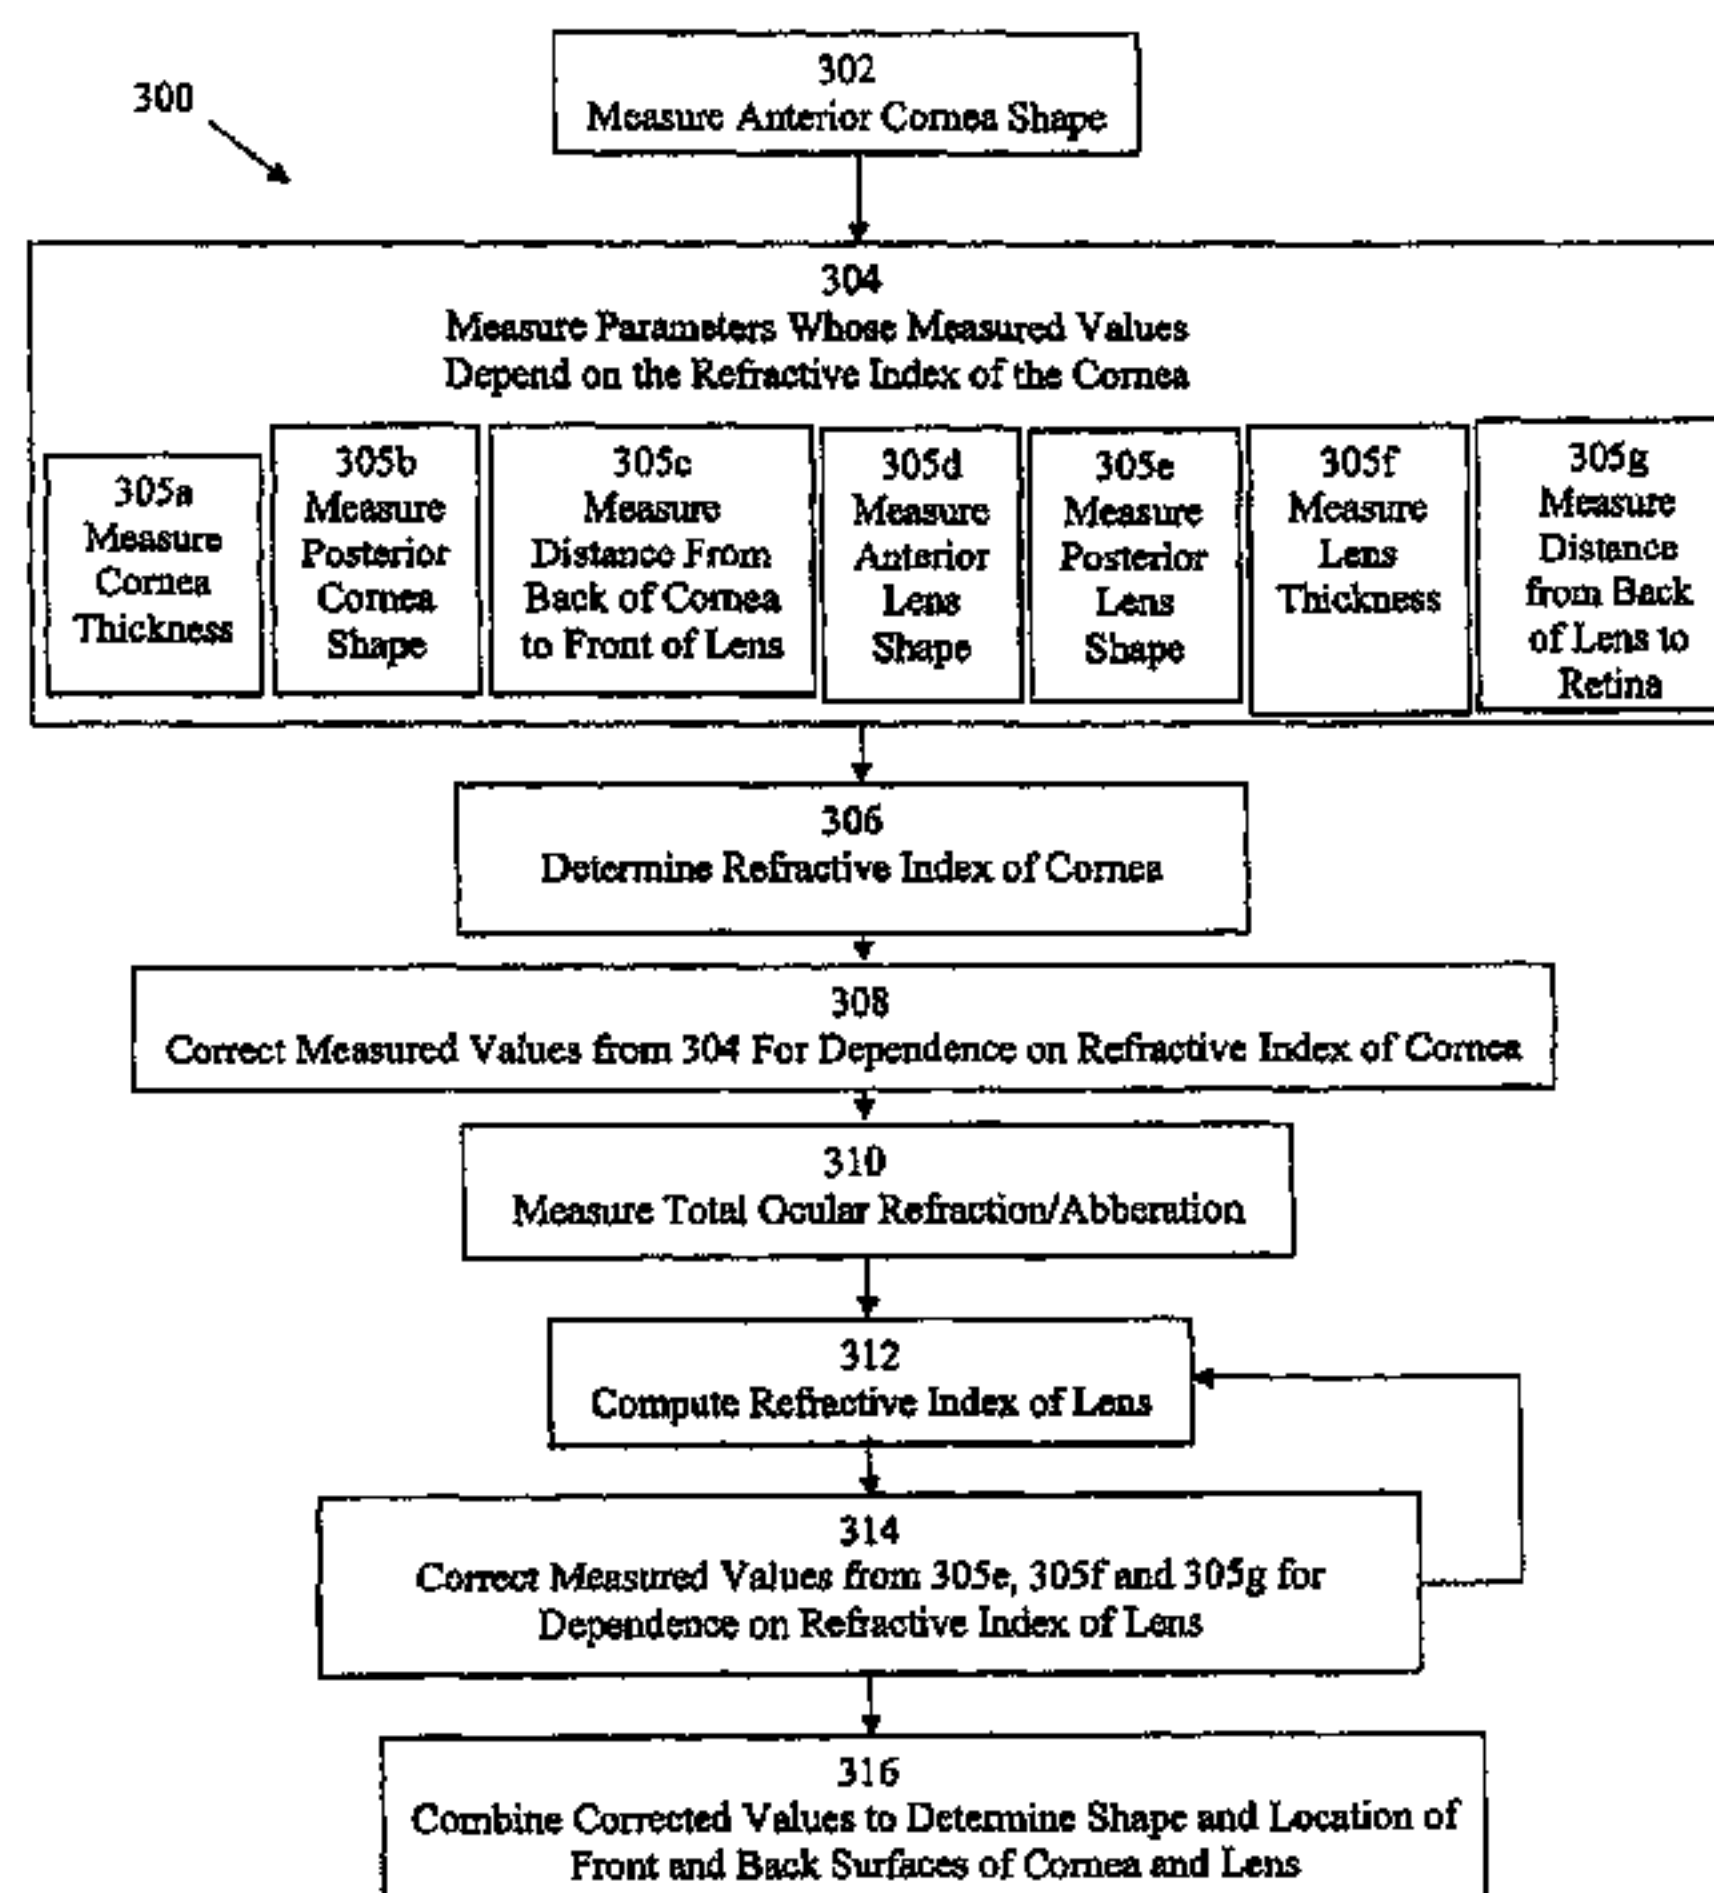 300
302
Measure Anterior Cornea Shape
304
Measure Parameters Whose Measured Values
Depend on the Refractive Index of the Cornea
305a
Measure
Cornea
Thickness
305b
Measure
Posterior
Cornea
Shape
305c
Measure
Distance From
Back of Cornea
to Front of Lens
305d
Measure
Anterior
Lens
Shape
305e
Measure
Posterior
Lens
Shape
305f
Measure
Lens
Thickness
305g
Measure
Distance
from Back
of Lens to
Retina
306
Determine Refractive Index of Cornea
308
Correct Measured Values from 304 For Dependence on Refractive Index of Cornea
310
Measure Total Ocular Refraction/Abberation
312
Compute Refractive Index of Lens
314
Correct Measured Values from 305e, 305f and 305g for
Dependence on Refractive Index of Lens
316
Combine Corrected Values to Determine Shape and Location of
Front and Back Surfaces of Cornea and Lens